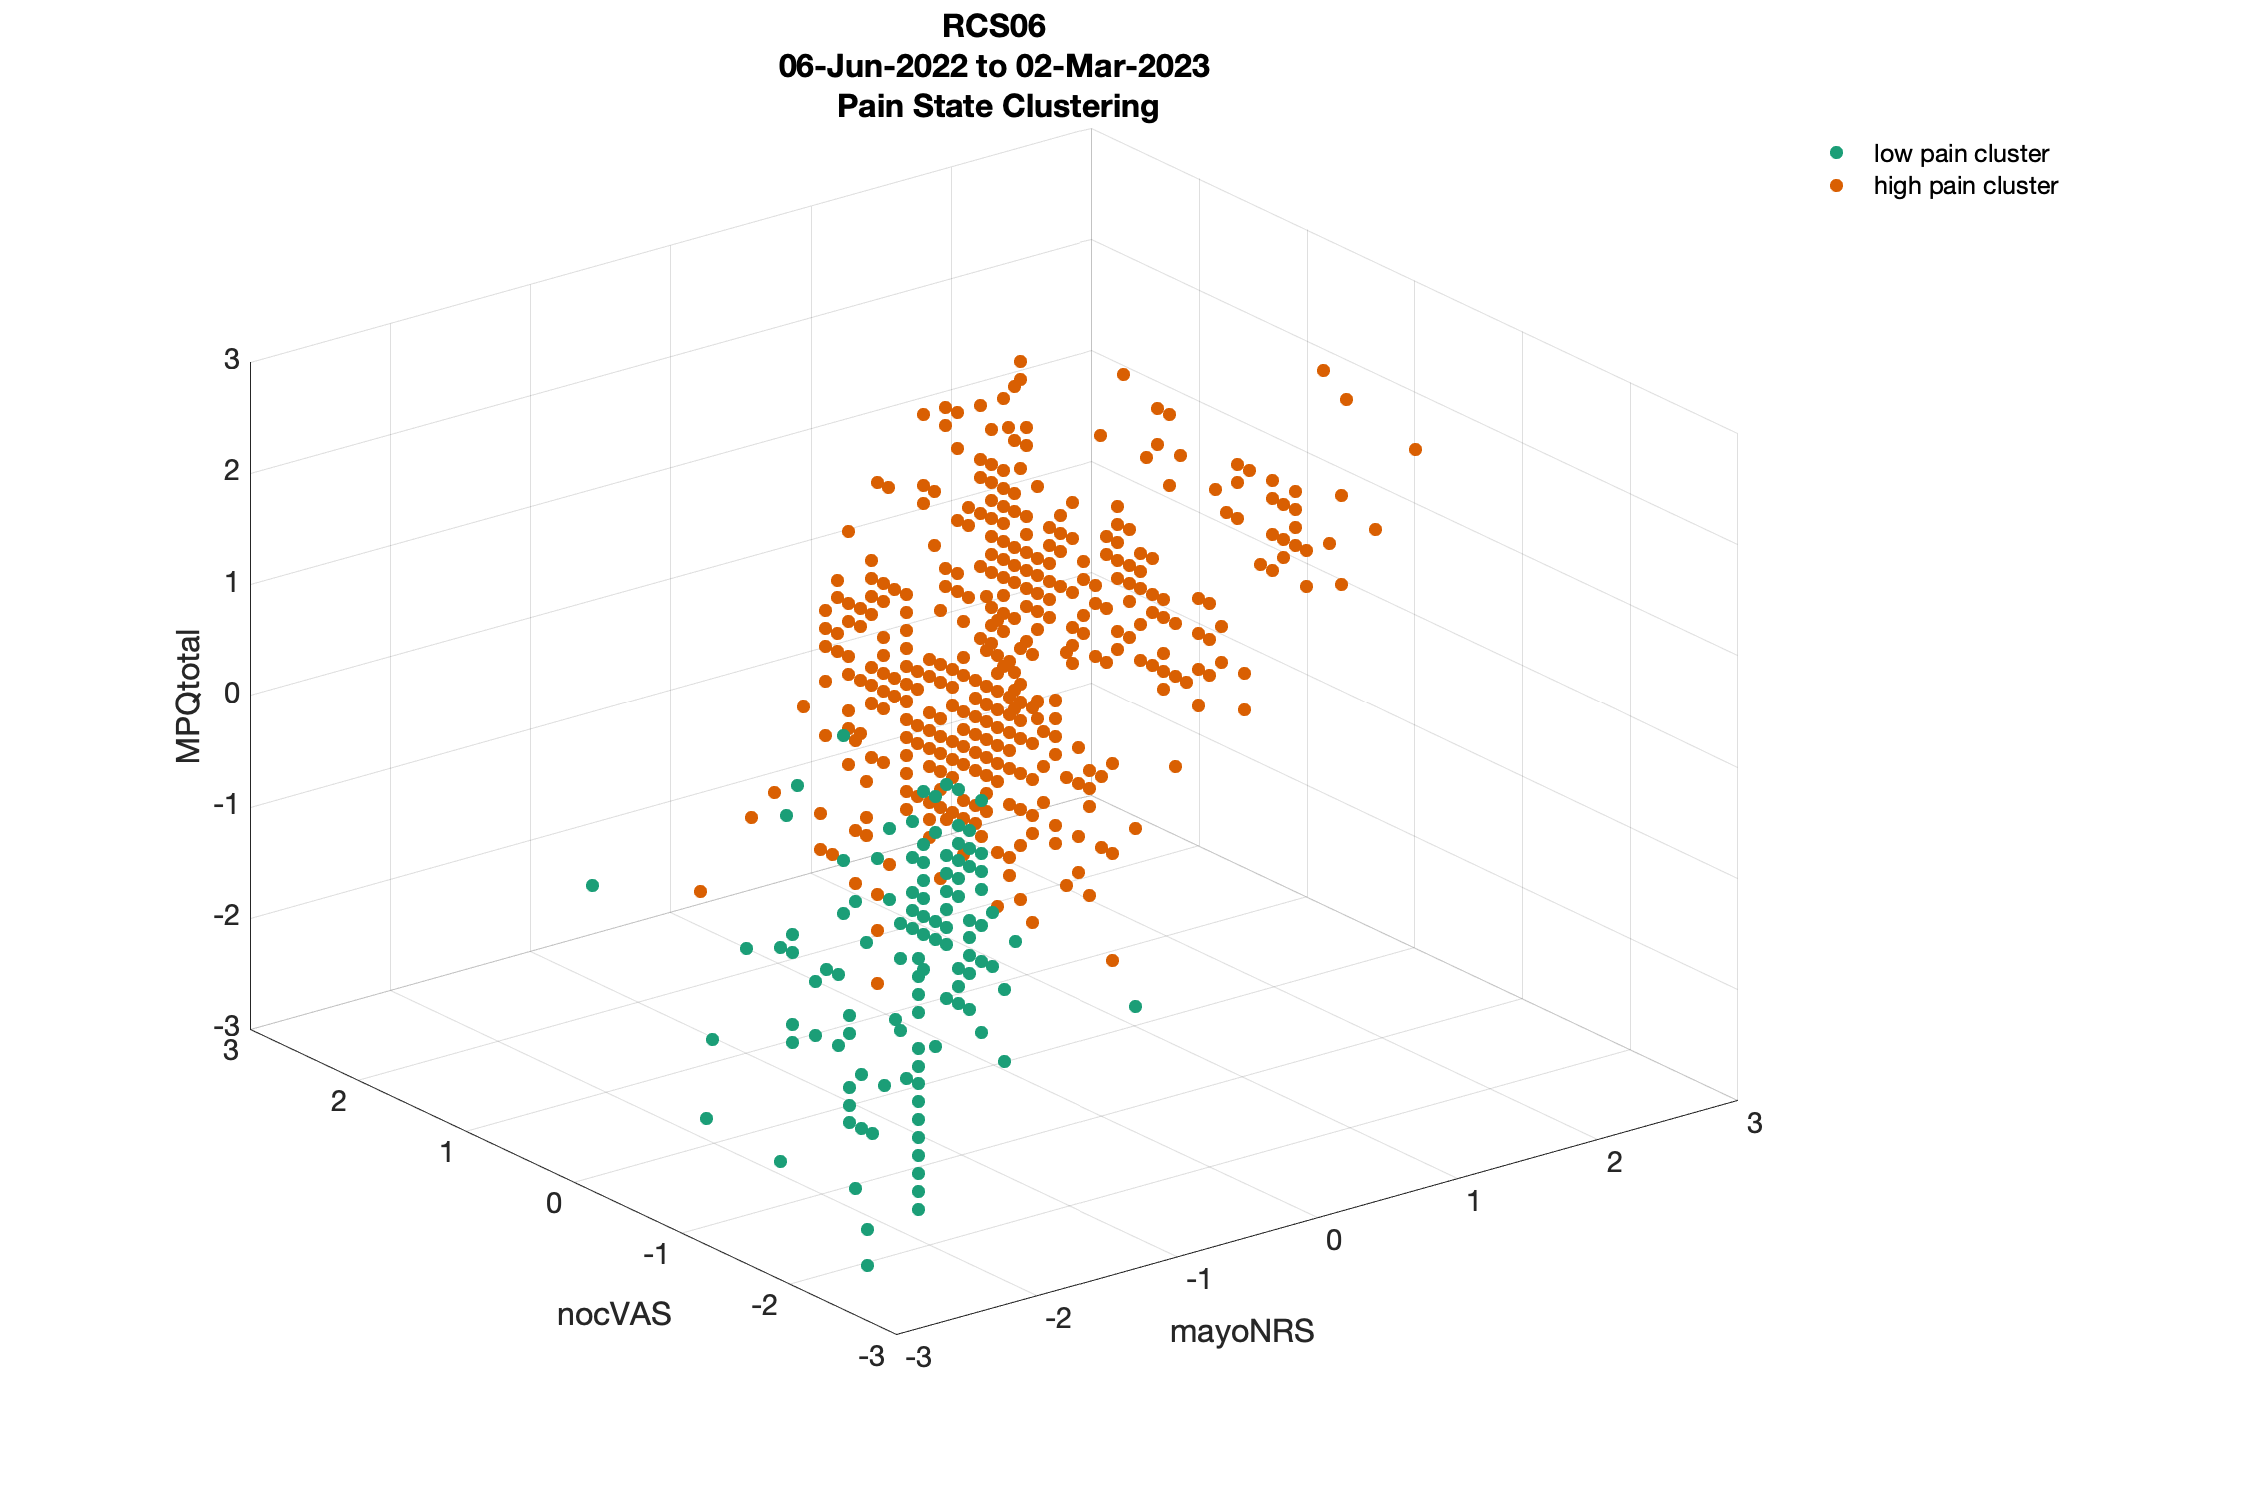 RCS06
06-Jun-2022 to 02-Mar-2023
Pain State Clustering
low pain cluster
high pain cluster
MPQtotal
3
2
1
0
-1
-2
-3
nocVAS
3
2
1
0
-1
-2
-3
mayoNRS
-3
-2
-1
0
1
2
3